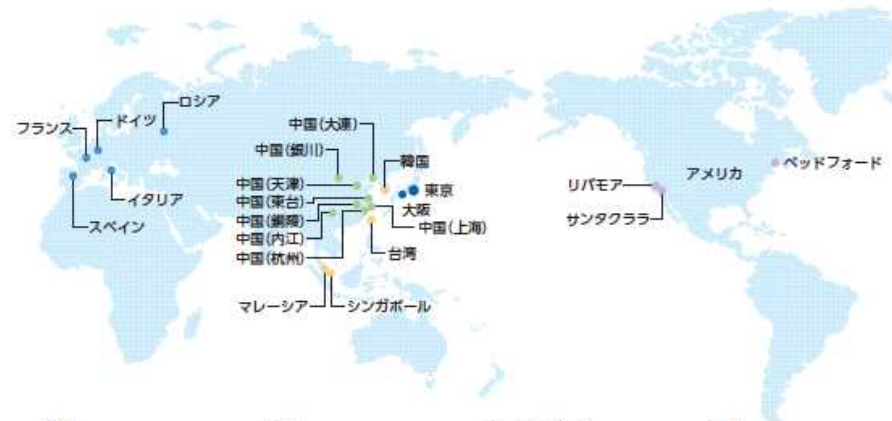 ロシア
ドイツ
フランス
イタリア
スペイン
中国(大連)
中国(銀川)
韓国
中国(天津)
東京
中国(東台)
大阪
中国(銅陵)
中国(上海)
中国(内江)
中国(杭州)
台湾
マレーシア
シンガポール
アメリカ
ベッドフォード
リバモア
サンタクララ